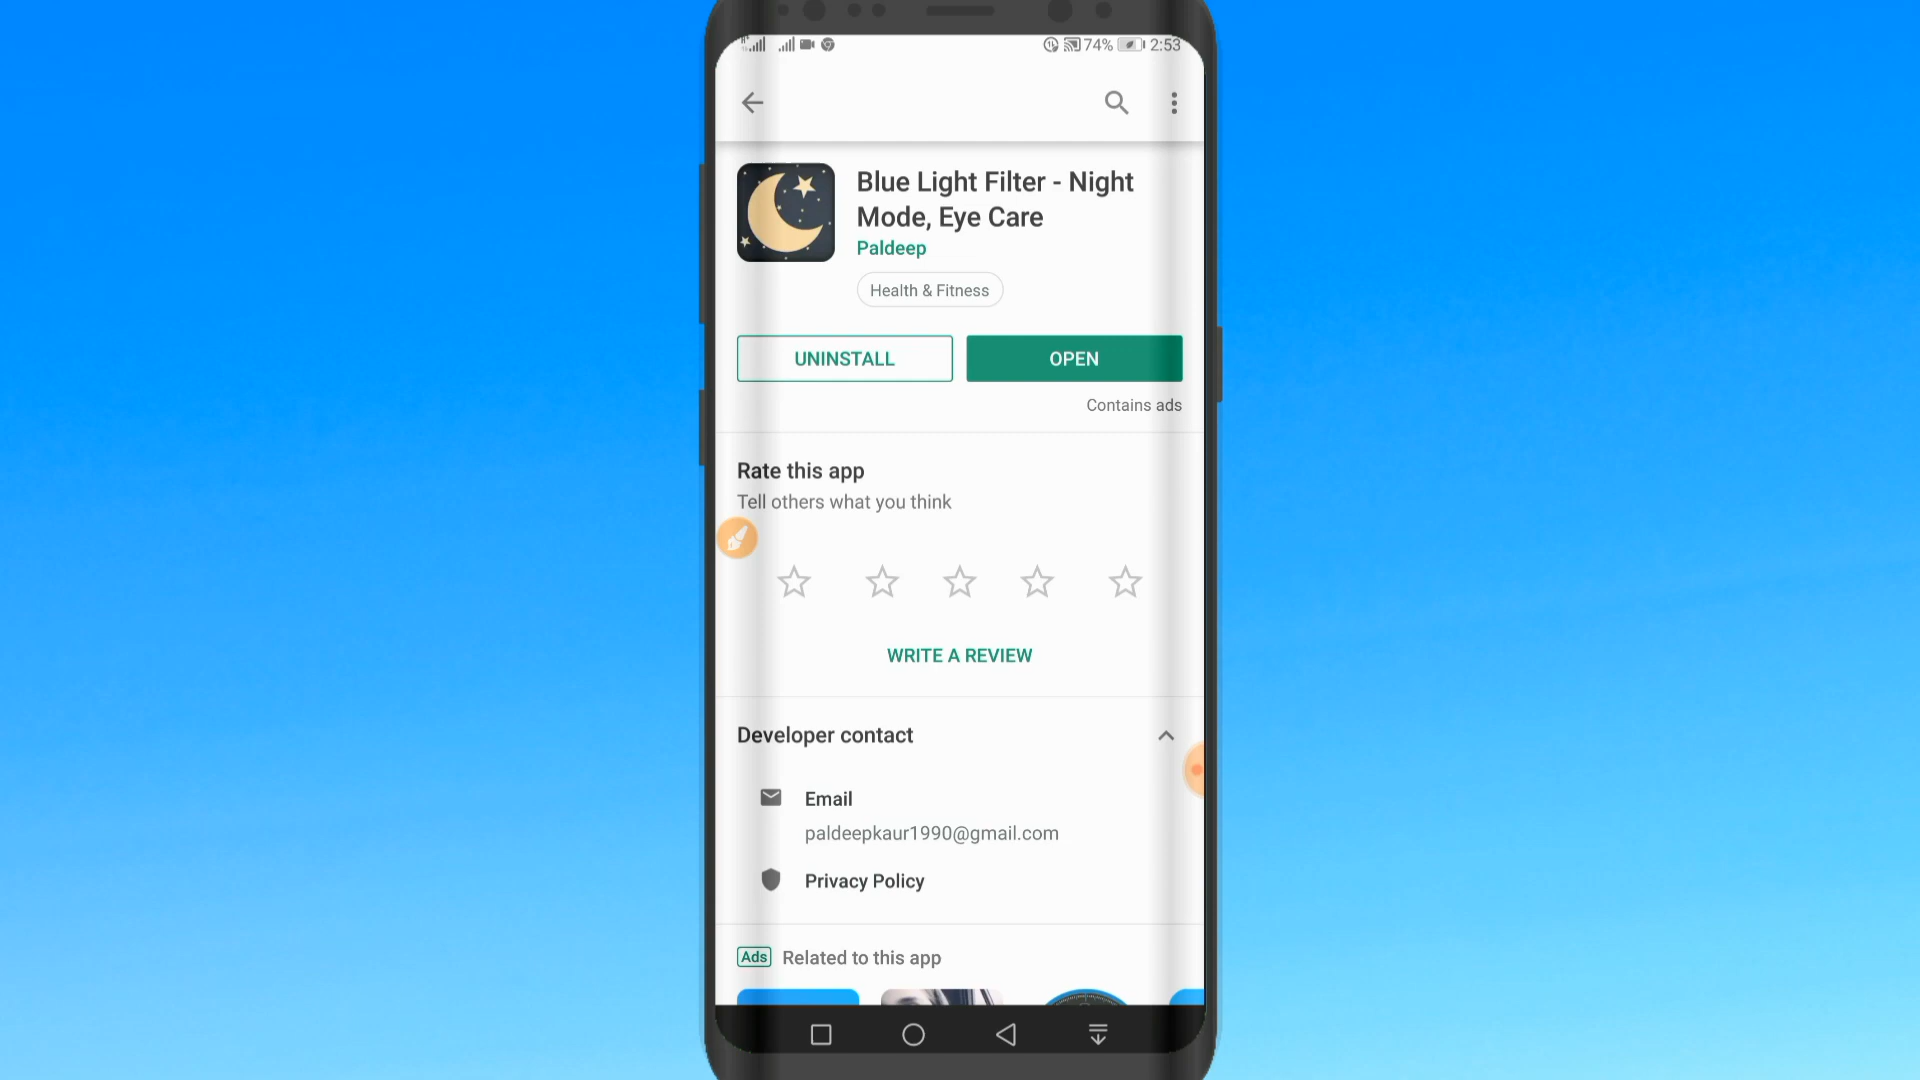 74% 2:53
Blue Light Filter - Night
Mode, Eye Care
Paldeep
Health & Fitness
UNINSTALL
OPEN
Contains ads
Rate this app
Tell others what you think
WRITE A REVIEW
Developer contact
Email
paldeepkaur1990@gmail.com
Privacy Policy
Ads Related to this app